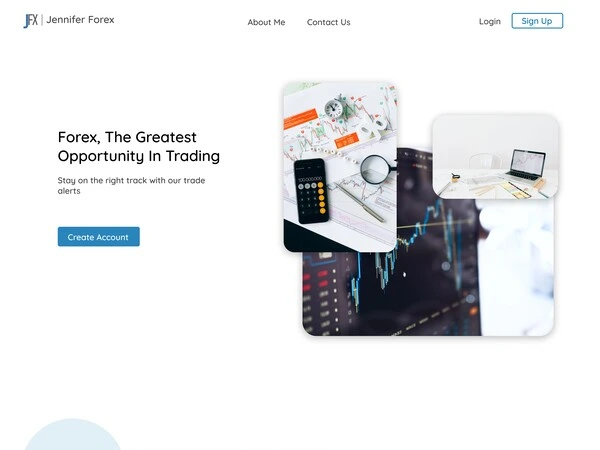 JFX | Jennifer Forex
About Me
Contact Us
Login
Sign Up
Forex, The Greatest
Opportunity In Trading
Stay on the right track with our trade
alerts
Create Account